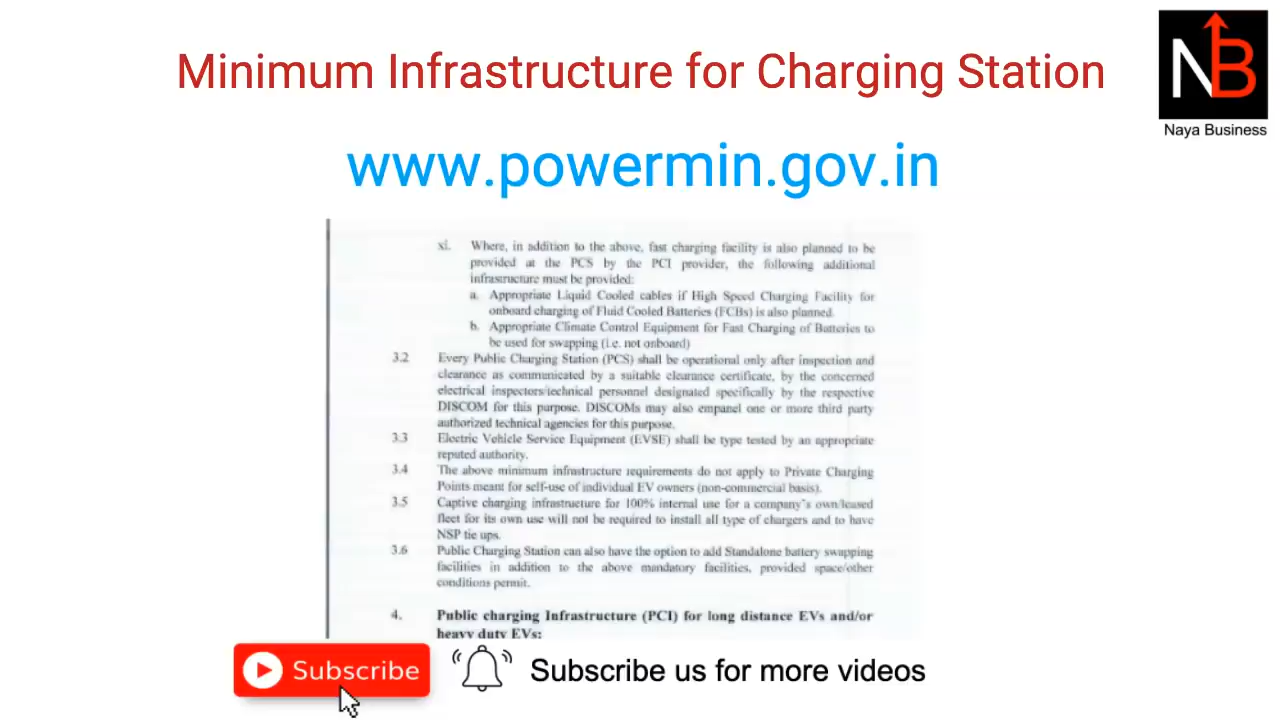 Minimum Infrastructure for Charging Station
NB
Naya Business
www.powermin.gov.in
xi. Where, in addition to the above, fast charging facility is also planned to be
provided at the PCS by the PCI provider, the following additional
infrastructure must be provided:
a. Appropriate Liquid Cooled cables if High Speed Charging Facility for
onboard charging of Fluid Cooled Batteries (FCBs) is also planned.
b. Appropriate Climate Control Equipment for Fast Charging of Batteries to
be used for swapping (i.e. not onboard)
3.2 Every Public Charging Station (PCS) shall be operational only after inspection and
clearance as communicated by a suitable clearance certificate, by the concerned
electrical inspectors/technical personnel designated specifically by the respective
DISCOM for this purpose. DISCOMs may also empanel one or more third party
authorized technical agencies for this purpose.
3.3 Electric Vehicle Service Equipment (EVSE) shall be type tested by an appropriate
reputed authority.
3.4 The above minimum infrastructure requirements do not apply to Private Charging
Points meant for self-use of individual EV owners (non-commercial basis).
3.5 Captive charging infrastructure for 100% internal use for a company's own/leased
fleet for its own use will not be required to install all type of chargers and to have
NSP tie ups.
3.6 Public Charging Station can also have the option to add Standalone battery swapping
facilities in addition to the above mandatory facilities, provided space/other
conditions permit.
4. Public charging Infrastructure (PCI) for long distance EVs and/or
heavy duty EVs:
Subscribe
Subscribe us for more videos